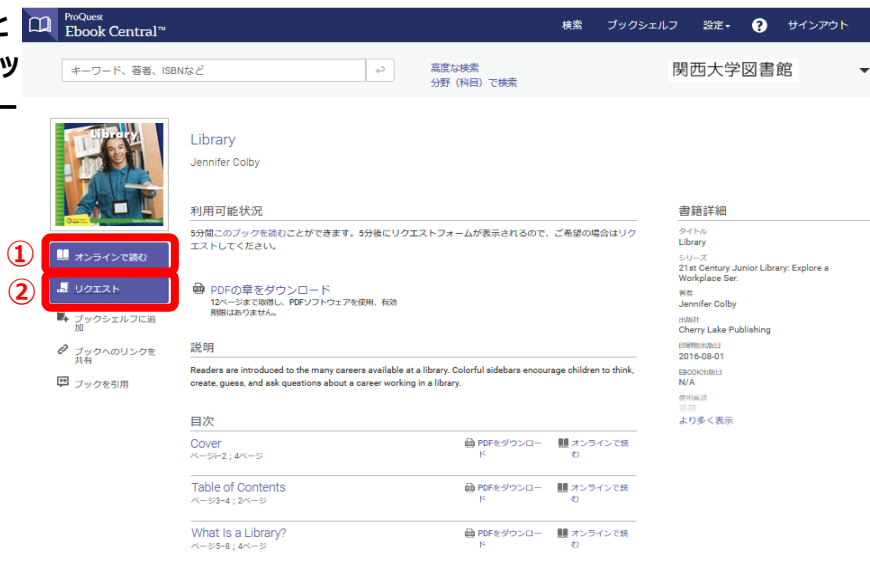 と
ッ
ー
ProQuest
Ebook Central™
検索 ブックシェルフ 設定 ? サインアウト
キーワード、著者、ISBNなど
高度な検索
分野（科目）で検索
関西大学図書館
Library
Library
Jennifer Colby
利用可能状況
5分間このブックを読むことができます。5分後にリクエストフォームが表示されるので、ご希望の場合はリク
エストしてください。
① オンラインで読む
② リクエスト
ブックシェルフに追
加
ブックへのリンクを
共有
ブックを引用
PDFの章をダウンロード
12ページまで取得し、PDFソフトウェアを使用、有効
期限はありません。
説明
Readers are introduced to the many careers available at a library. Colorful sidebars encourage children to think,
create, guess, and ask questions about a career working in a library.
目次
Cover
ページi-2 ; 4ページ
PDFをダウンロー
ド
オンラインで読
む
Table of Contents
ページ3-4 ; 2ページ
PDFをダウンロー
ド
オンラインで読
む
What Is a Library?
ページ5-8 ; 4ページ
PDFをダウンロー
ド
オンラインで読
む
書籍詳細
タイトル
Library
シリーズ
21st Century Junior Library: Explore a
Workplace Ser.
著者
Jennifer Colby
出版社
Cherry Lake Publishing
印刷物出版日
2016-08-01
EBOOK出版日
N/A
使用言語
英語
より多く表示